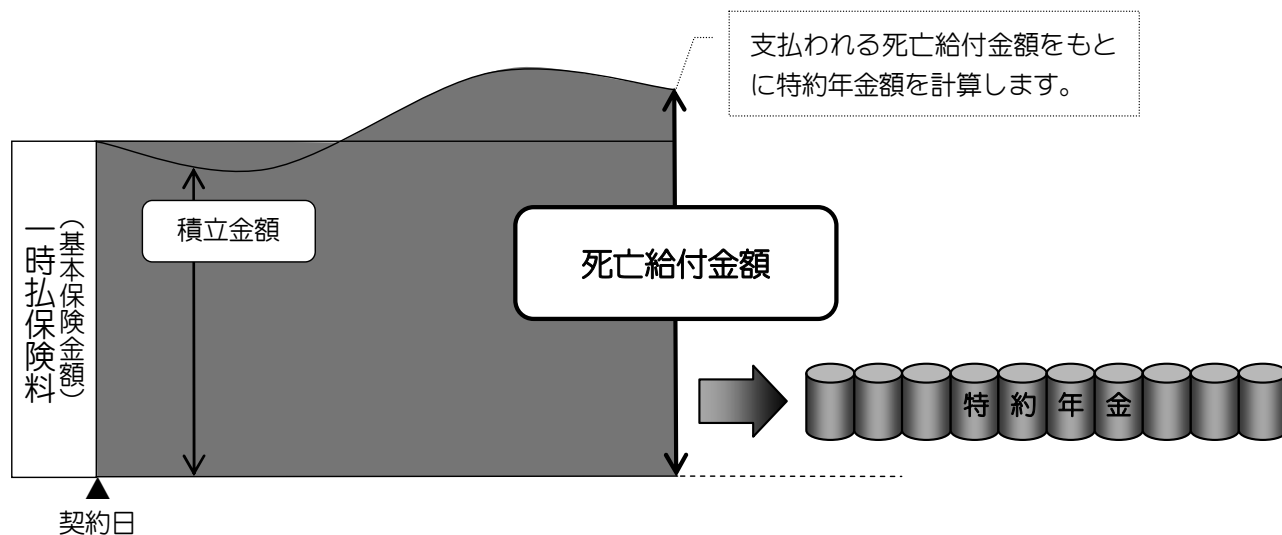 支払われる死亡給付金額をもと
に特約年金額を計算します。
一時払保険料
（基本保険金額）
積立金額
死亡給付金額
特約年金
契約日